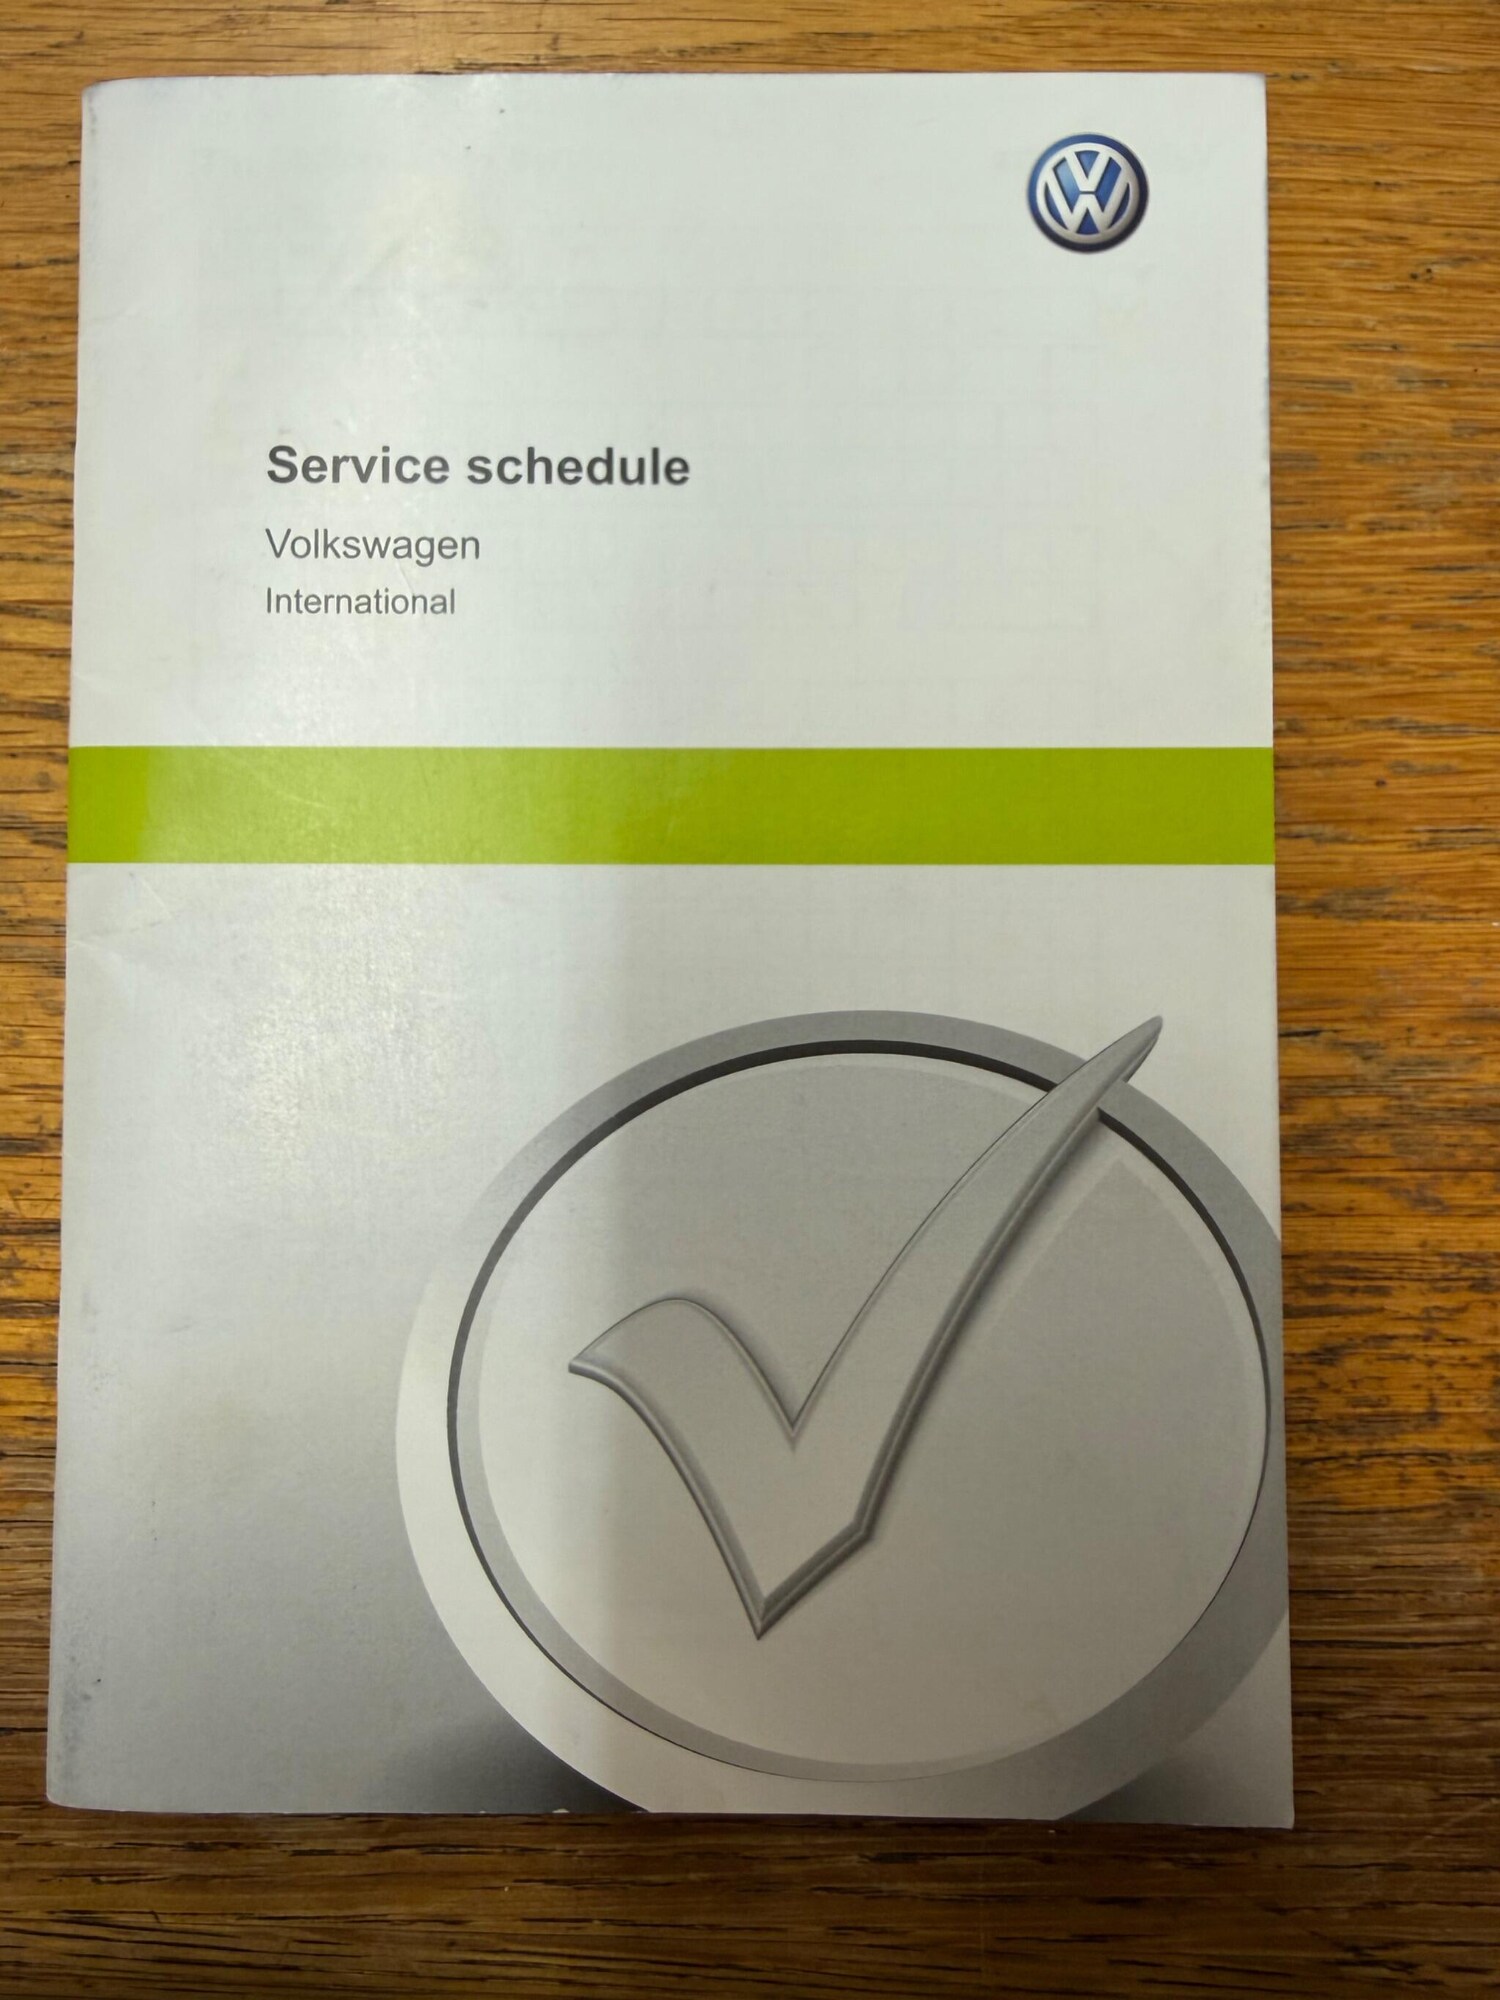 Service schedule
Volkswagen
International